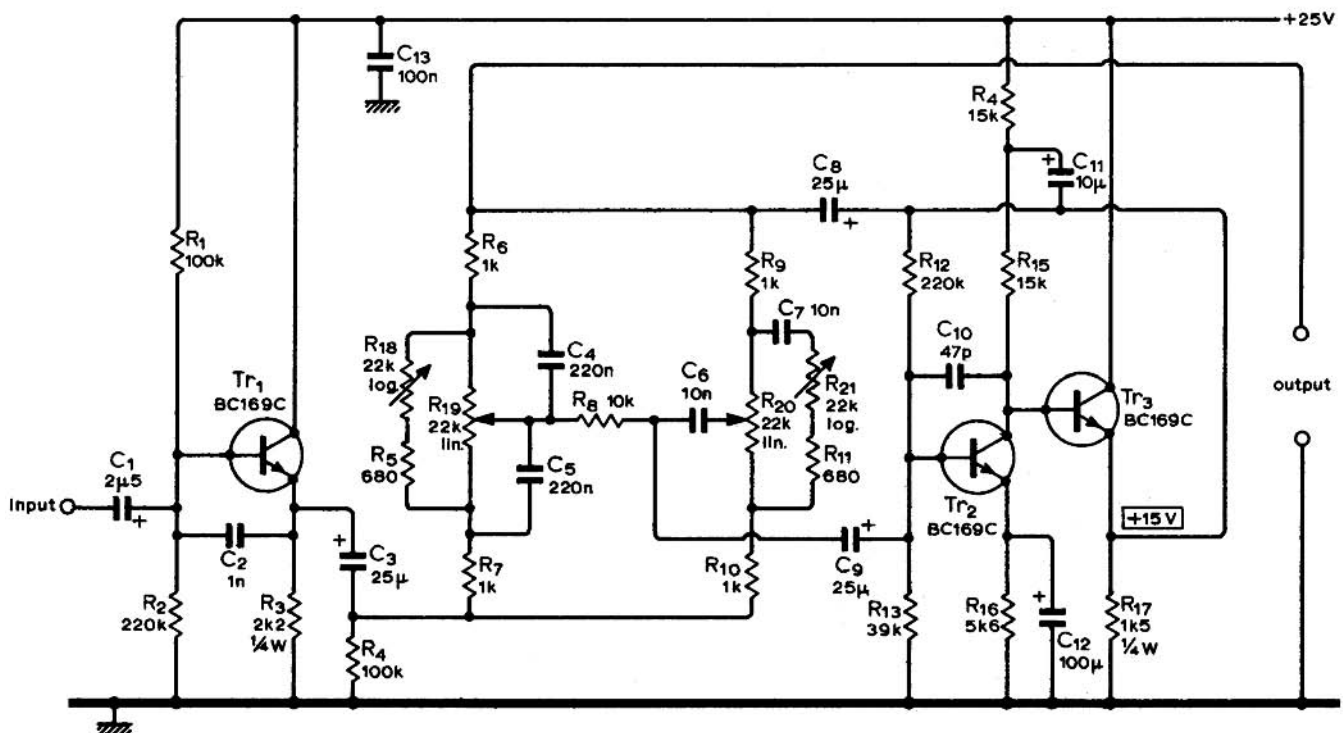 +25V
C13
100n
R4
15k
C8
25µ
+
+
C11
10µ
R1
100k
R6
1k
R9
1k
R12
220k
R15
15k
C7 10n
R18
22k
log.
C4
220n
C6
10n
R21
22k
log.
C10
47p
Tr1
BC169C
R19
22k
lin.
R8 10k
R20
22k
lin.
Tr3
BC169C
output
C1
2µ5
R5
680
C5
220n
R11
680
Input
+
Tr2
BC169C
+15V
C2
1n
+
C3
25µ
R7
1k
R10
1k
+
C9
25µ
R2
220k
R3
2k2
¼W
R4
100k
R13
39k
R16
5k6
+
C12
100µ
R17
1k5
¼W